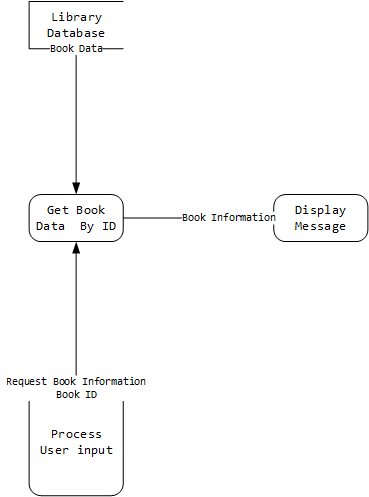 Library
Database
Book Data
Get Book
Data By ID
Book Information
Display
Message
Request Book Information
Book ID
Process
User input